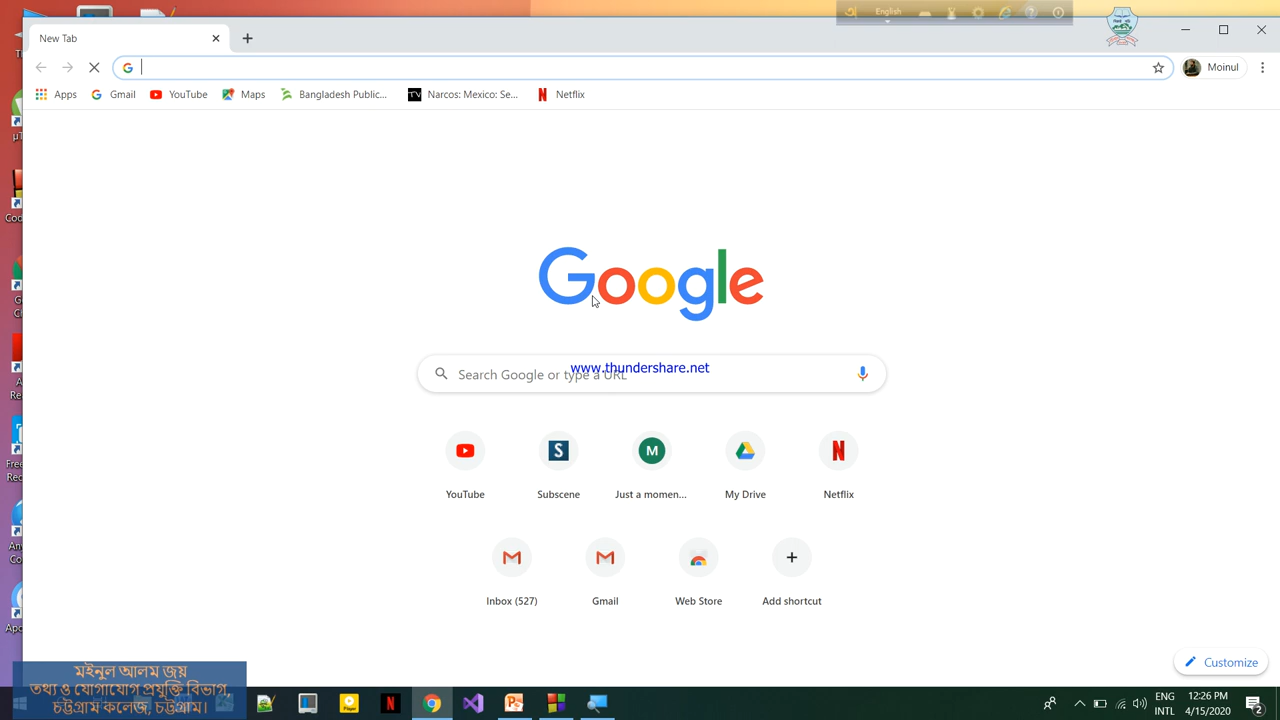 English
New Tab
Moinul
Apps
Gmail
YouTube
Maps
Bangladesh Public...
Narcos: Mexico: Se...
Netflix
Google
Search Google or type a URL
www.thundershare.net
YouTube
Subscene
Just a momen...
My Drive
Netflix
Inbox (527)
Gmail
Web Store
Add shortcut
Customize
মইনুল আলম জয়
তথ্য ও যোগাযোগ প্রযুক্তি বিভাগ,
চট্টগ্রাম কলেজ, চট্টগ্রাম।
ENG
INTL
12:26 PM
4/15/2020